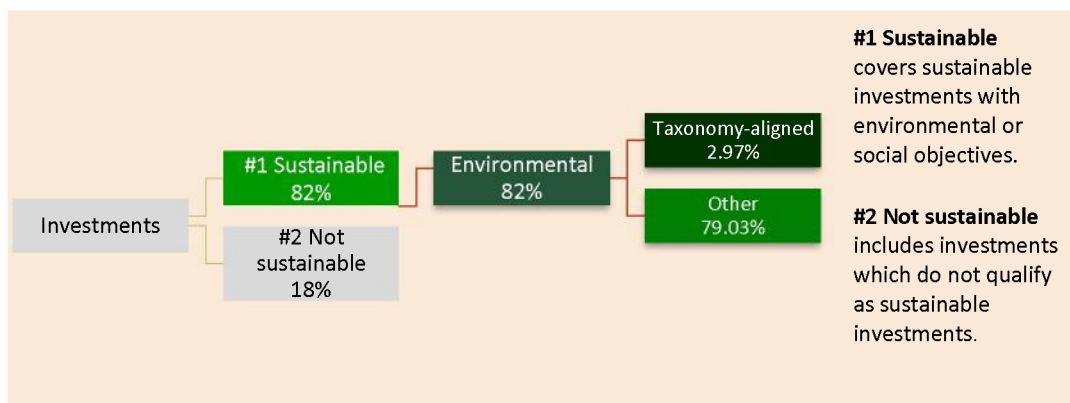 Investments
#1 Sustainable
82%
#2 Not
sustainable
18%
Environmental
82%
Taxonomy-aligned
2.97%
Other
79.03%
#1 Sustainable
covers sustainable
investments with
environmental or
social objectives.
#2 Not sustainable
includes investments
which do not qualify
as sustainable
investments.